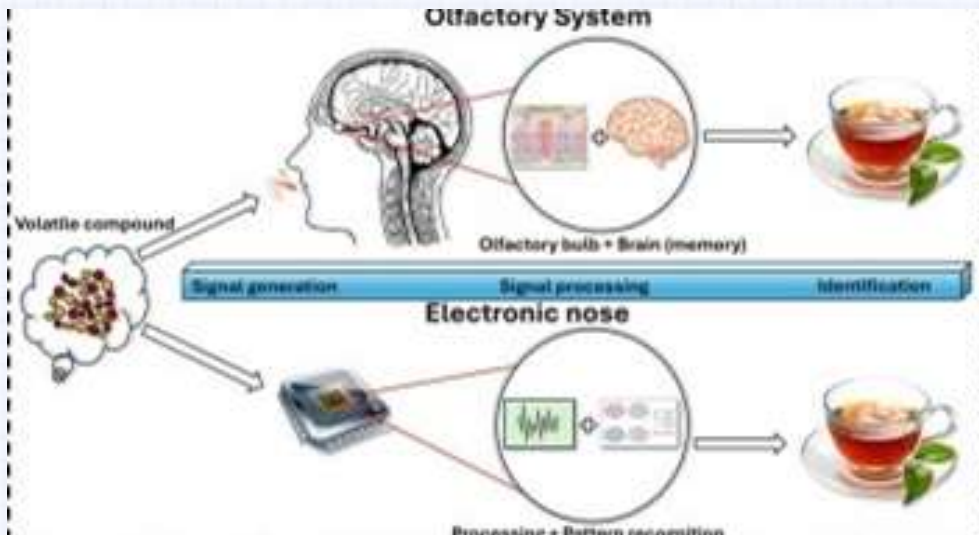 Olfactory System
Volatile compound
Olfactory bulb + Brain (memory)
Signal generation
Signal processing
Identification
Electronic nose
Processing + Pattern recognition